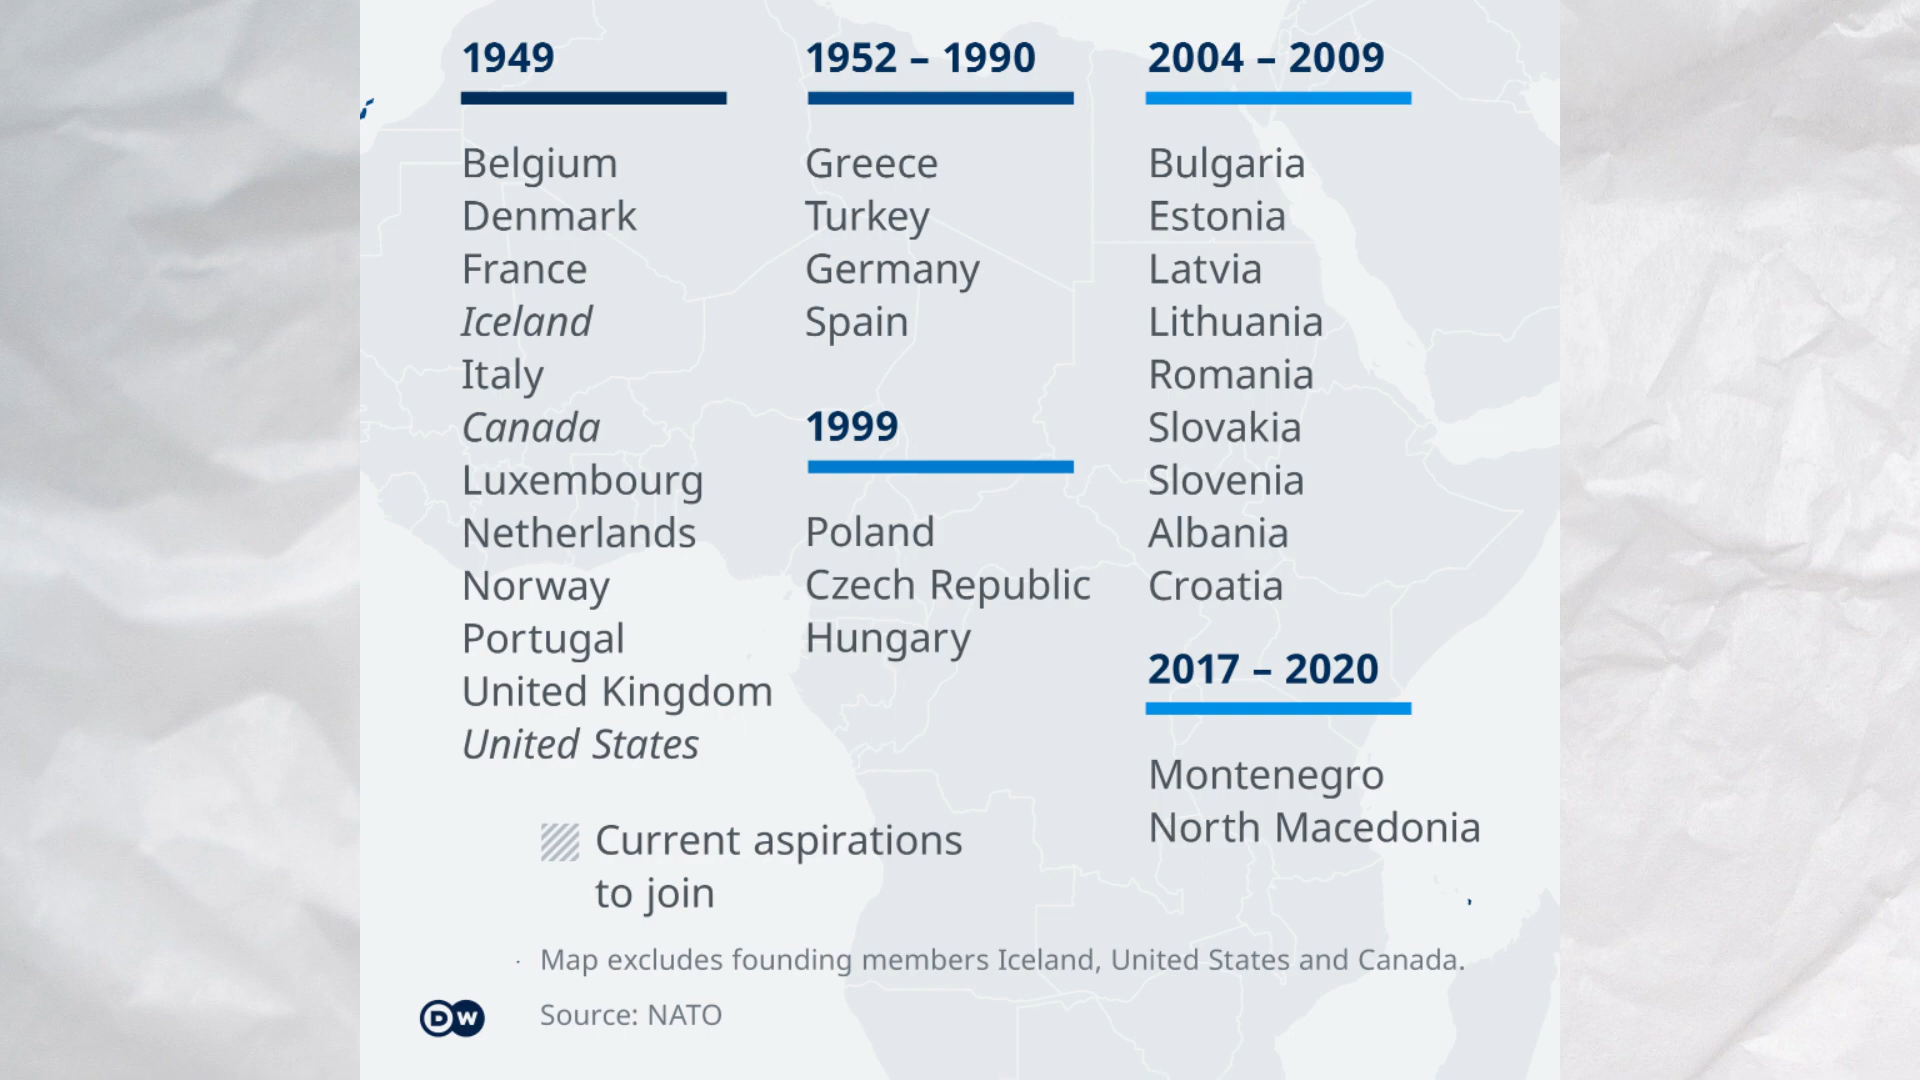 1949
Belgium
Denmark
France
Iceland
Italy
Canada
Luxembourg
Netherlands
Norway
Portugal
United Kingdom
United States
1952 – 1990
Greece
Turkey
Germany
Spain
1999
Poland
Czech Republic
Hungary
2004 – 2009
Bulgaria
Estonia
Latvia
Lithuania
Romania
Slovakia
Slovenia
Albania
Croatia
2017 – 2020
Montenegro
North Macedonia
Current aspirations
to join
Map excludes founding members Iceland, United States and Canada.
DW
Source: NATO